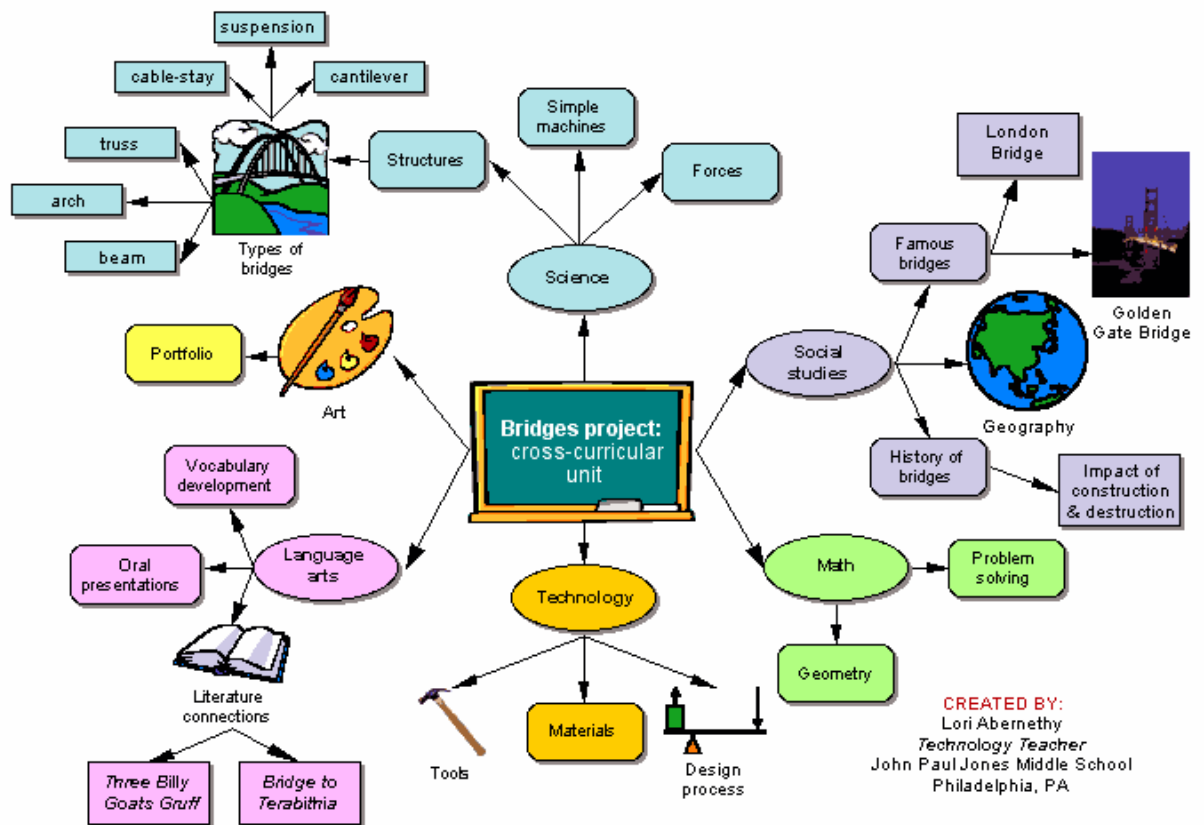 suspension
cable-stay
cantilever
truss
arch
beam
Types of
bridges
Structures
Simple
machines
Forces
Science
London
Bridge
Famous
bridges
Golden
Gate Bridge
Social
studies
Geography
History of
bridges
Impact of
construction
& destruction
Portfolio
Art
Bridges project:
cross-curricular
unit
Vocabulary
development
Oral
presentations
Language
arts
Literature
connections
Three Billy
Goats Gruff
Bridge to
Terabithia
Technology
Tools
Materials
Design
process
Math
Problem
solving
Geometry
CREATED BY:
Lori Abernethy
Technology Teacher
John Paul Jones Middle School
Philadelphia, PA